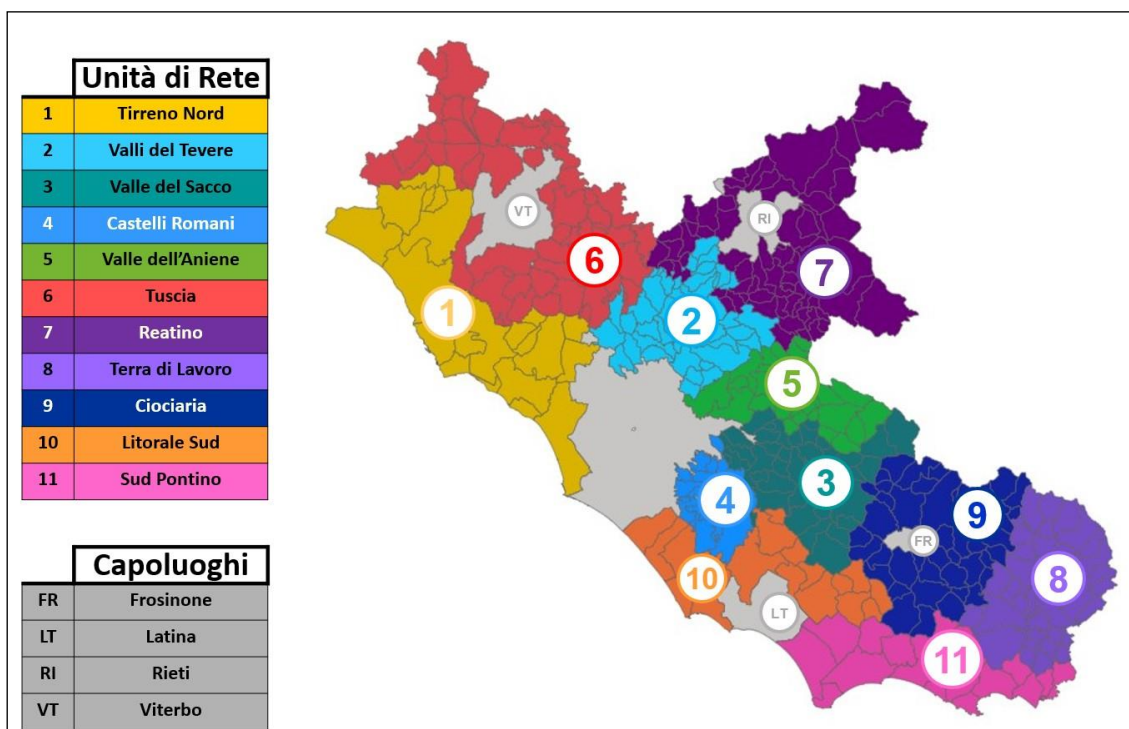 Unità di Rete
1 Tirreno Nord
2 Valli del Tevere
3 Valle del Sacco
4 Castelli Romani
5 Valle dell'Aniene
6 Tuscia
7 Reatino
8 Terra di Lavoro
9 Ciociaria
10 Litorale Sud
11 Sud Pontino
Capoluoghi
FR Frosinone
LT Latina
RI Rieti
VT Viterbo
VT
RI
6
7
1
2
5
3
4
9
FR
10
8
LT
11